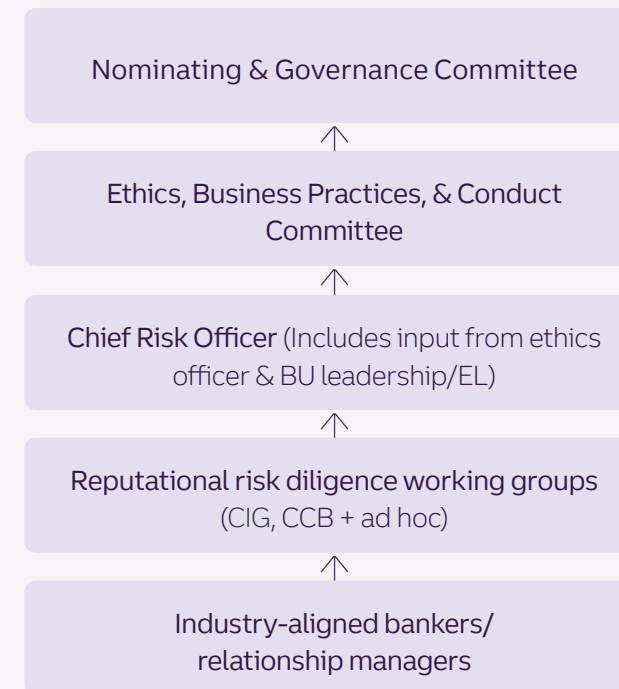 Nominating & Governance Committee
Ethics, Business Practices, & Conduct
Committee
Chief Risk Officer (Includes input from ethics
officer & BU leadership/EL)
Reputational risk diligence working groups
(CIG, CCB + ad hoc)
Industry-aligned bankers/
relationship managers